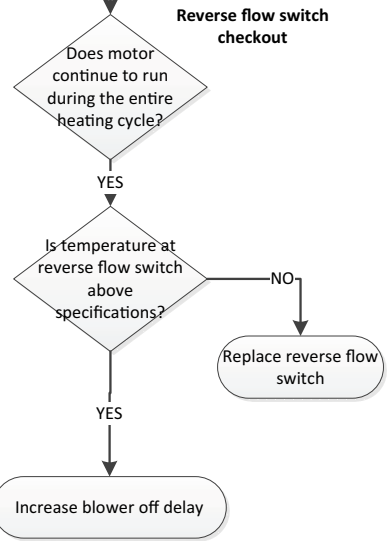 Reverse flow switch
checkout
Does motor
continue to run
during the entire
heating cycle?
YES
Is temperature at
reverse flow switch
above
specifications?
NO
Replace reverse flow
switch
YES
Increase blower off delay